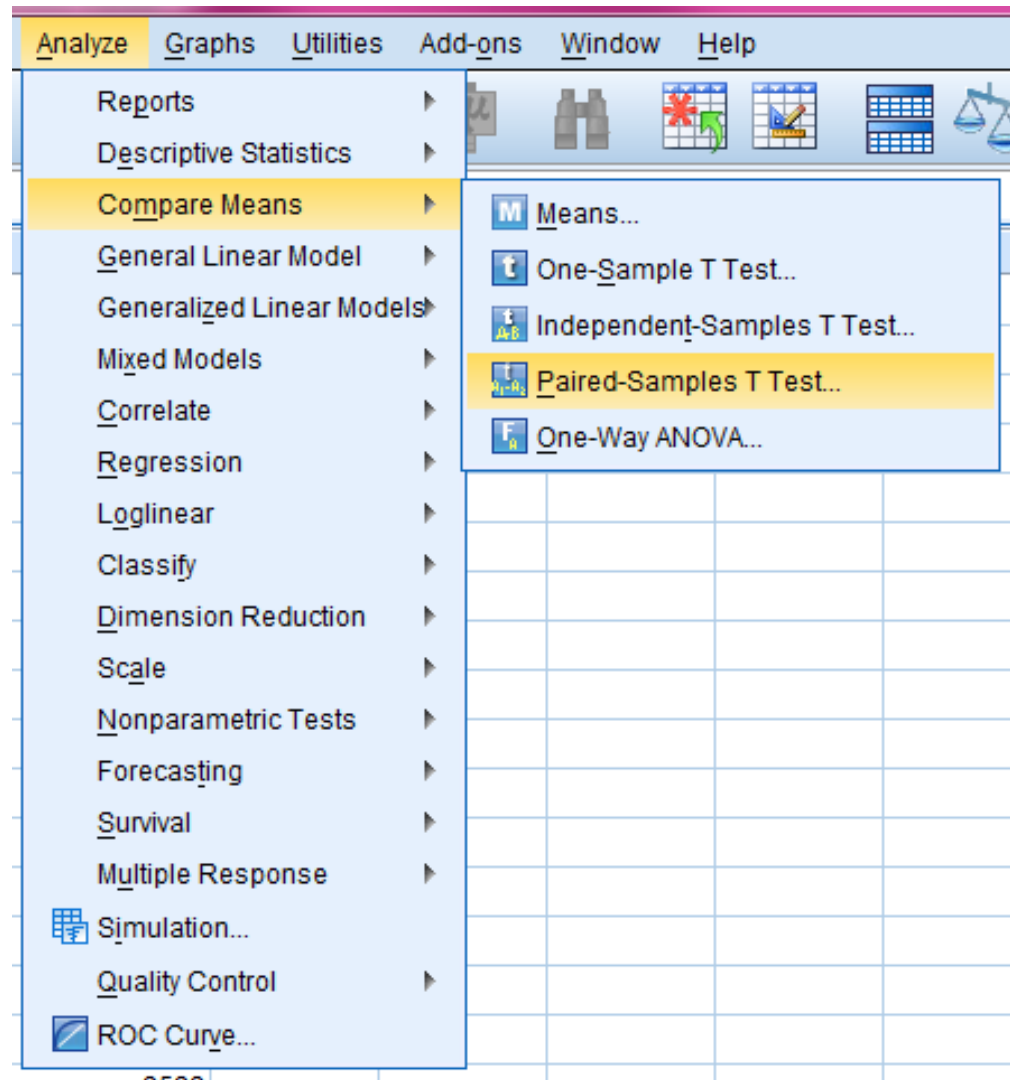 Analyze Graphs Utilities Add-ons Window Help
Reports
Descriptive Statistics
Compare Means
General Linear Model
Generalized Linear Models
Mixed Models
Correlate
Regression
Loglinear
Classify
Dimension Reduction
Scale
Nonparametric Tests
Forecasting
Survival
Multiple Response
Simulation...
Quality Control
ROC Curve...
M Means...
t One-Sample T Test...
t A-B Independent-Samples T Test...
t A1-A2 Paired-Samples T Test...
F A One-Way ANOVA...